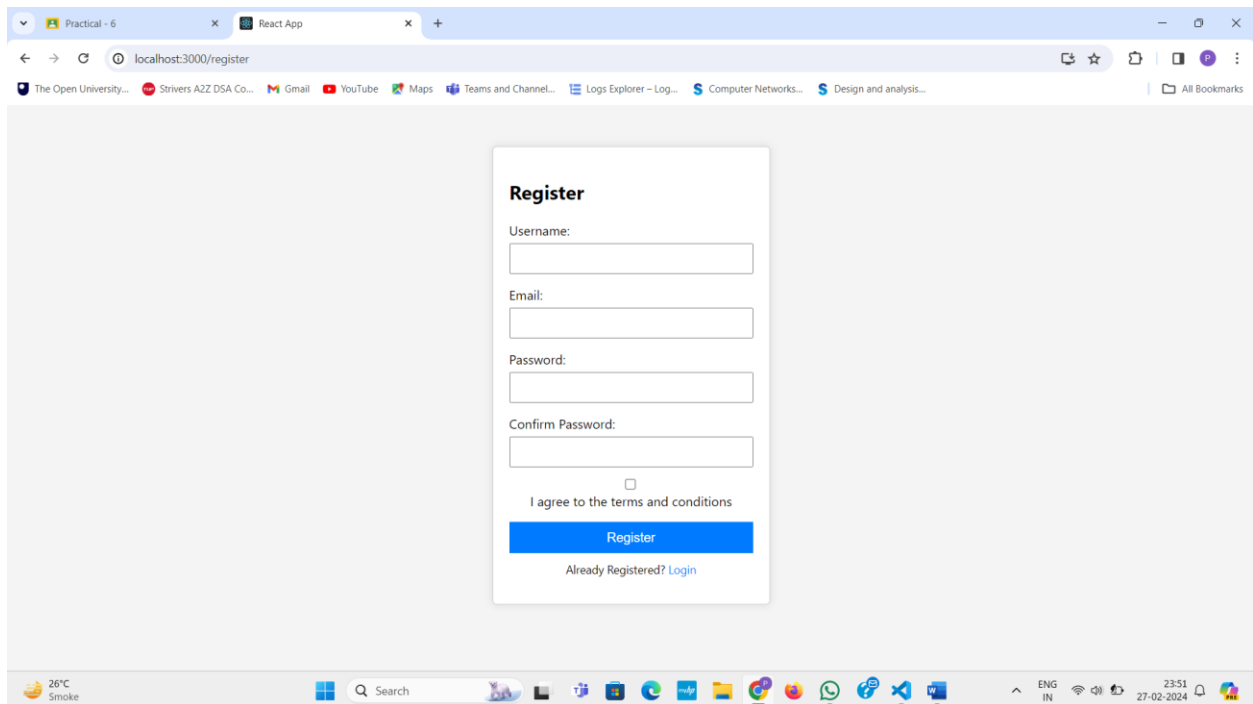 Practical - 6
React App
localhost:3000/register
P
The Open University...
Strivers A2Z DSA Co...
Gmail
YouTube
Maps
Teams and Channel...
Logs Explorer – Log...
Computer Networks...
Design and analysis...
All Bookmarks
Register
Username:
Email:
Password:
Confirm Password:
I agree to the terms and conditions
Register
Already Registered? Login
26°C
Smoke
Search
ENG
IN
23:51
27-02-2024